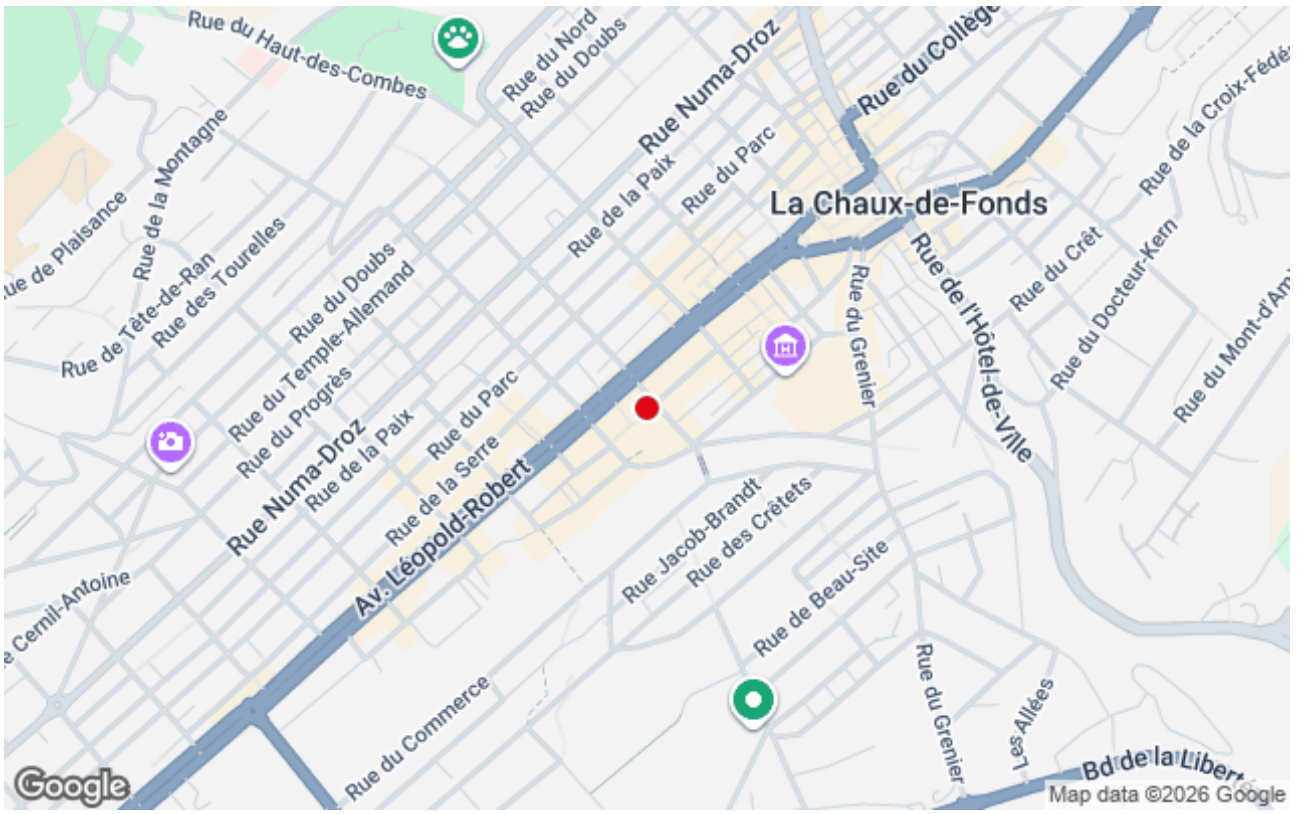 Rue du Haut-des-Combes
Rue du Nord
Rue du Doubs
Rue Numa-Droz
Rue du Collège
Rue de la Croix-Fédér
Rue de la Montagne
Rue de la Paix
Rue du Parc
La Chaux-de-Fonds
ue de Plaisance
Rue de Tête-de-Ran
Rue des Tourelles
Rue du Doubs
Rue du Temple-Allemand
Rue du Progrès
Rue du Grenier
Rue de l'Hôtel-de-Ville
Rue du Crêt
Rue du Docteur-Kern
Rue du Mont-d'Am
Rue Numa-Droz
Rue de la Paix
Rue du Parc
Rue de la Serre
Av. Léopold-Robert
Rue Jacob-Brandt
Rue des Crêtets
Rue de Beau-Site
e Cernil-Antoine
Rue du Commerce
Rue du Grenier
Les Allées
Bd de la Liberté
Google
Map data ©2026 Google